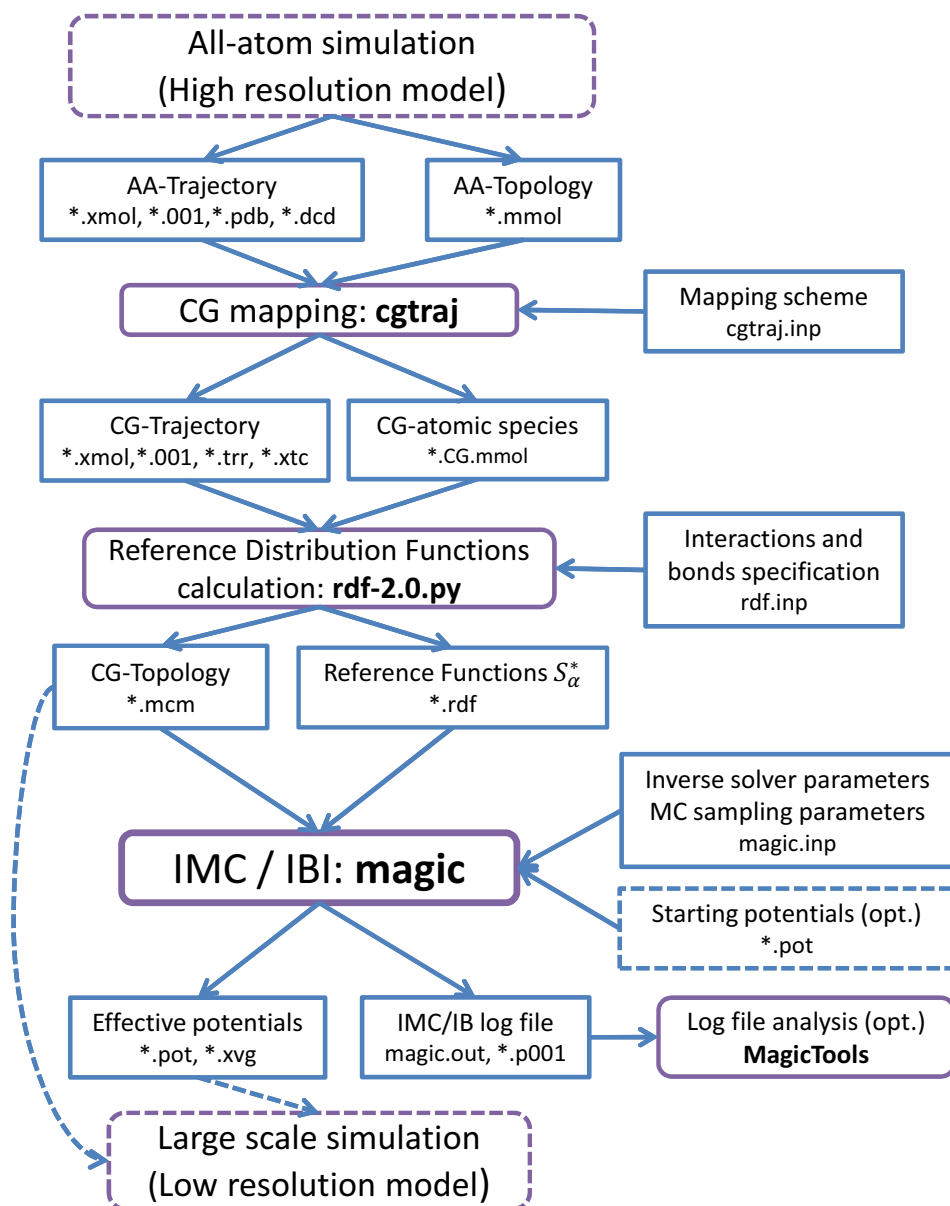 All-atom simulation
(High resolution model)
AA-Trajectory
*.xmol, *.001,*.pdb, *.dcd
AA-Topology
*.mmol
CG mapping: cgtraj
Mapping scheme
cgtraj.inp
CG-Trajectory
*.xmol,*.001, *.trr, *.xtc
CG-atomic species
*.CG.mmol
Reference Distribution Functions
calculation: rdf-2.0.py
Interactions and
bonds specification
rdf.inp
CG-Topology
*.mcm
Reference Functions $S_{\alpha}^{*}$
*.rdf
Inverse solver parameters
MC sampling parameters
magic.inp
IMC / IBI: magic
Starting potentials (opt.)
*.pot
Effective potentials
*.pot, *.xvg
IMC/IB log file
magic.out, *.p001
Log file analysis (opt.)
MagicTools
Large scale simulation
(Low resolution model)